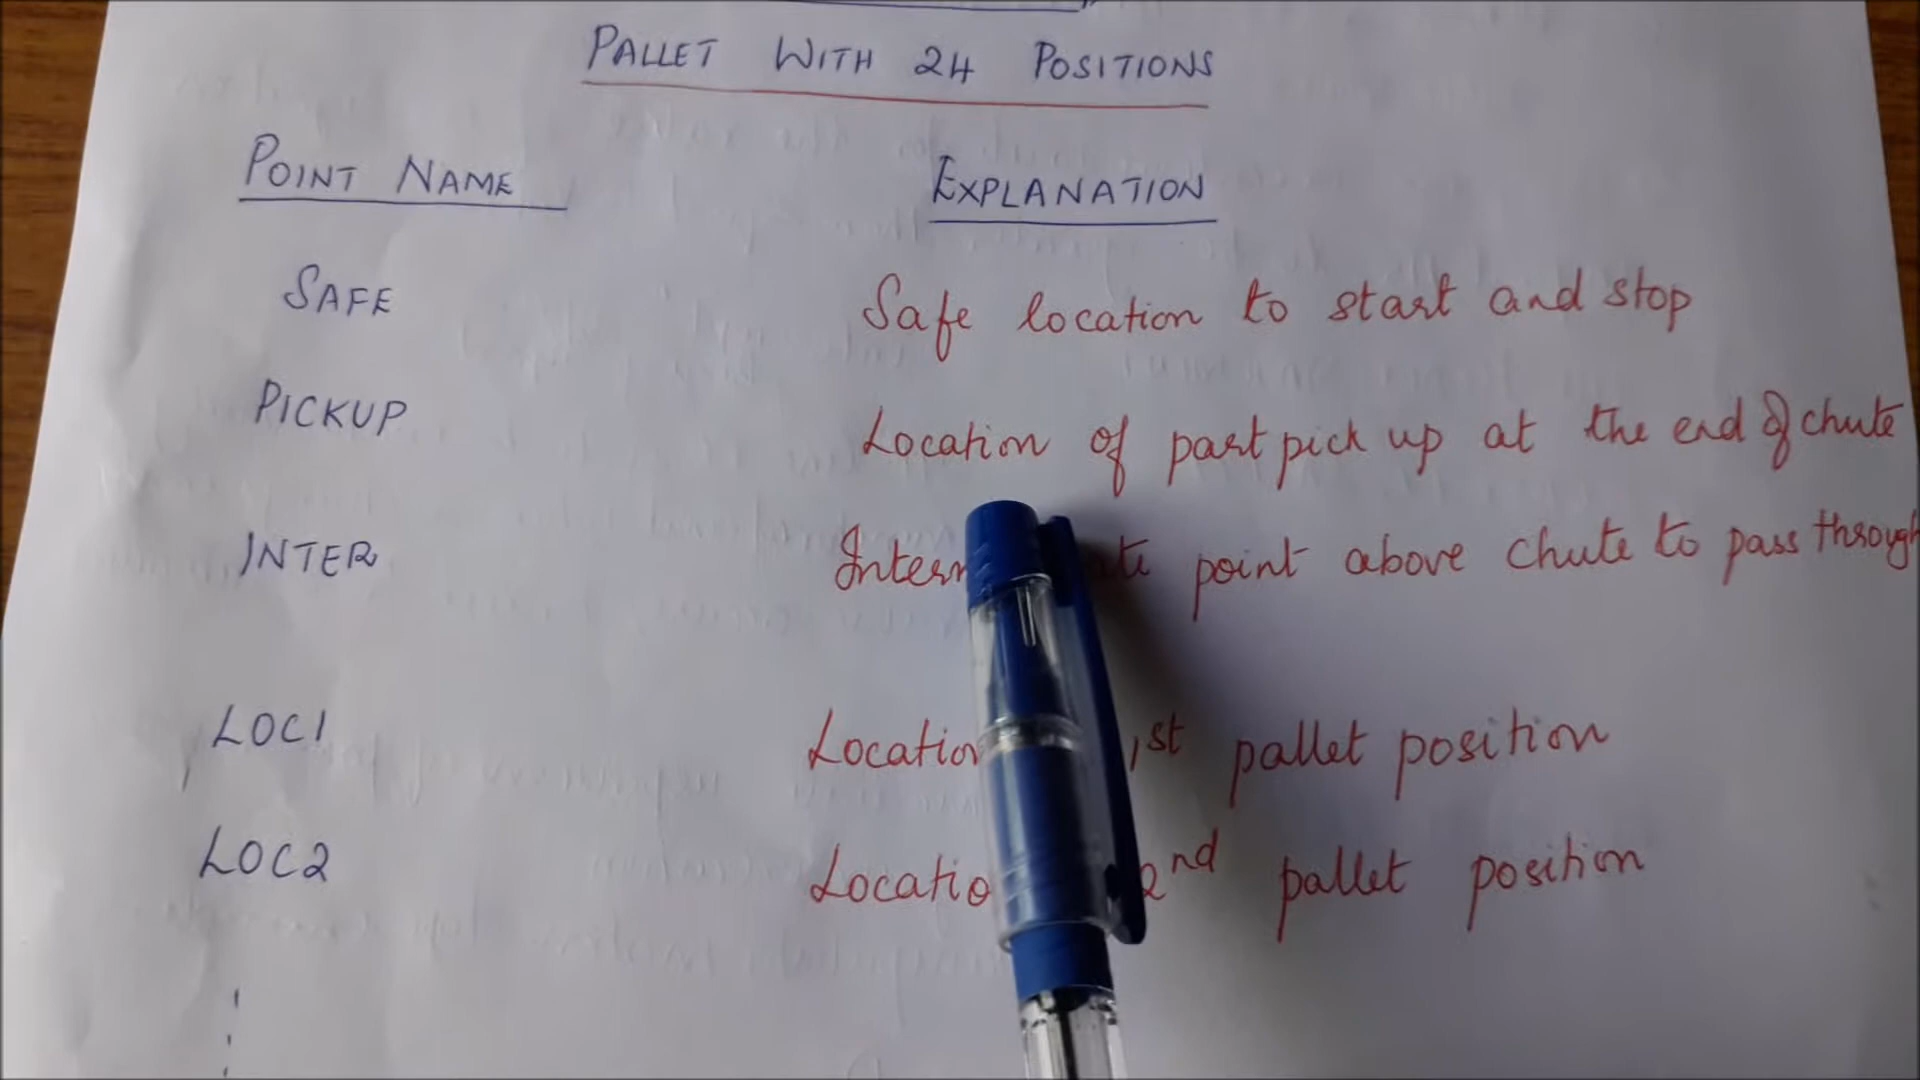 PALLET WITH 24 POSITIONS
POINT NAME EXPLANATION
SAFE Safe location to start and stop
PICKUP Location of part pick up at the end of chute
INTER point above chute to pass through
LOC1 1st pallet position
LOC2 2nd pallet position